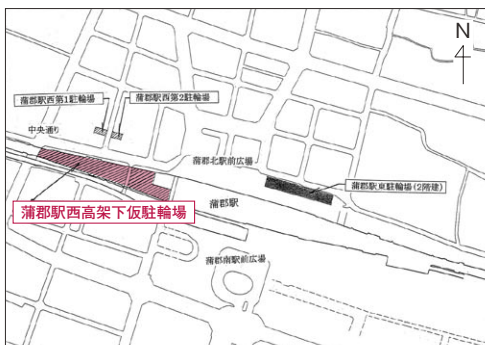 N
蒲郡駅西第1駐輪場
蒲郡駅西第2駐輪場
中央通り
蒲郡北駅前広場
蒲郡駅東駐輪場(2階建)
蒲郡駅
蒲郡駅西高架下仮駐輪場
蒲郡南駅前広場